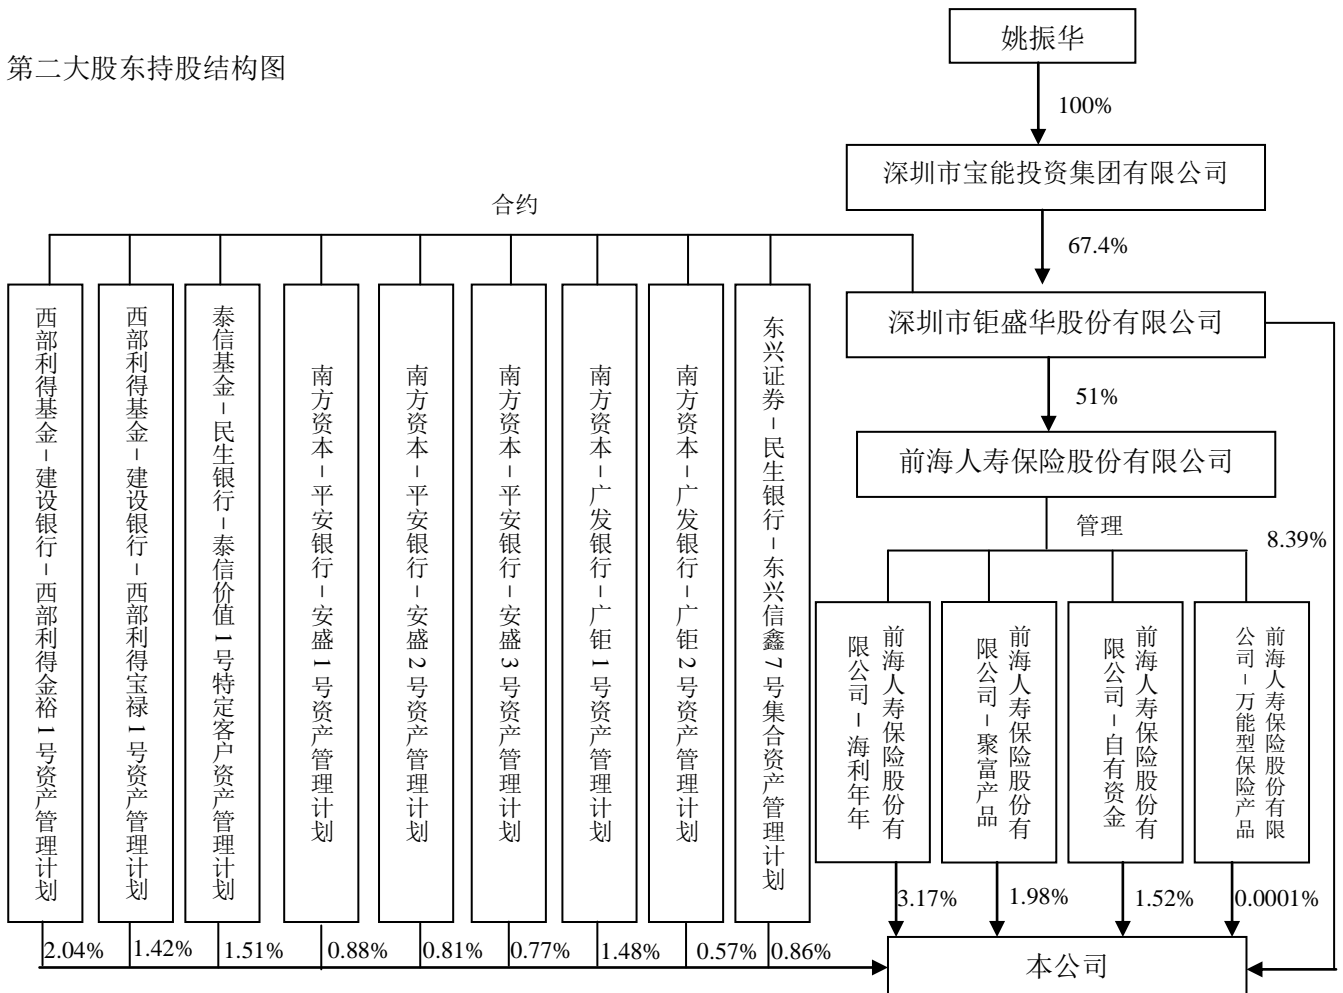 第二大股东持股结构图
姚振华
100%
深圳市宝能投资集团有限公司
67.4%
合约
深圳市钜盛华股份有限公司
51%
前海人寿保险股份有限公司
管理
8.39%
西部利得基金－建设银行－西部利得金裕1号资产管理计划
西部利得基金－建设银行－西部利得宝禄1号资产管理计划
泰信基金－民生银行－泰信价值1号特定客户资产管理计划
南方资本－平安银行－安盛1号资产管理计划
南方资本－平安银行－安盛2号资产管理计划
南方资本－平安银行－安盛3号资产管理计划
南方资本－广发银行－广钜1号资产管理计划
南方资本－广发银行－广钜2号资产管理计划
东兴证券－民生银行－东兴信鑫7号集合资产管理计划
前海人寿保险股份有
限公司－海利年年
前海人寿保险股份有
限公司－聚富产品
前海人寿保险股份有
限公司－自有资金
前海人寿保险股份有限
公司－万能型保险产品
3.17%
1.98%
1.52%
0.0001%
2.04%
1.42%
1.51%
0.88%
0.81%
0.77%
1.48%
0.57%
0.86%
本公司